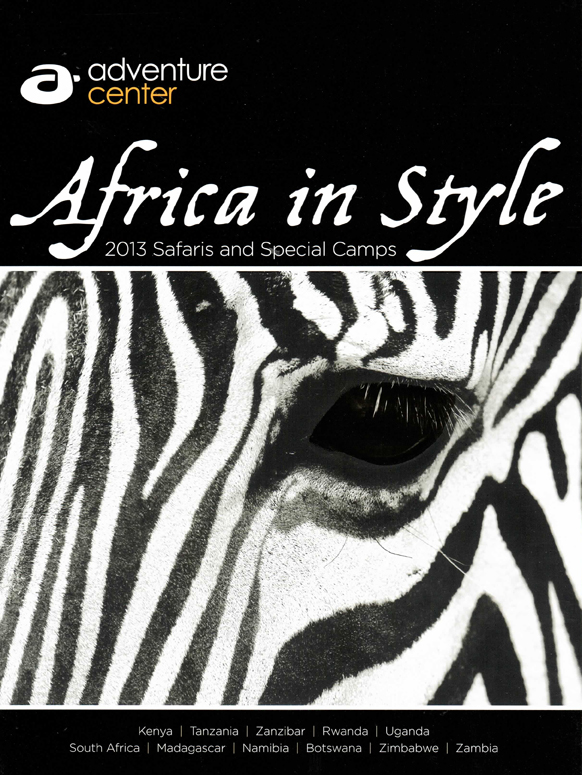 adventure
center
Africa in Style
2013 Safaris and Special Camps
Kenya | Tanzania | Zanzibar | Rwanda | Uganda
South Africa | Madagascar | Namibia | Botswana | Zimbabwe | Zambia